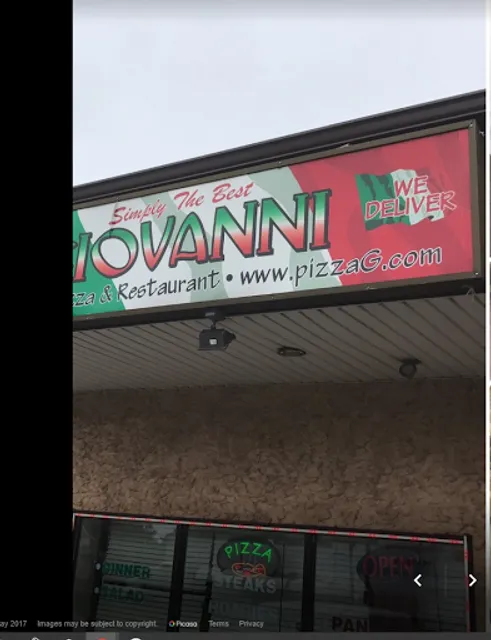 Simply The Best
IOVANNI
WE
DELIVER
za & Restaurant • www.pizzaG.com
PIZZA
STEAKS
DINNER
SALAD
OPEN
PAN
ay 2017 Images may be subject to copyright. Picasa Terms Privacy